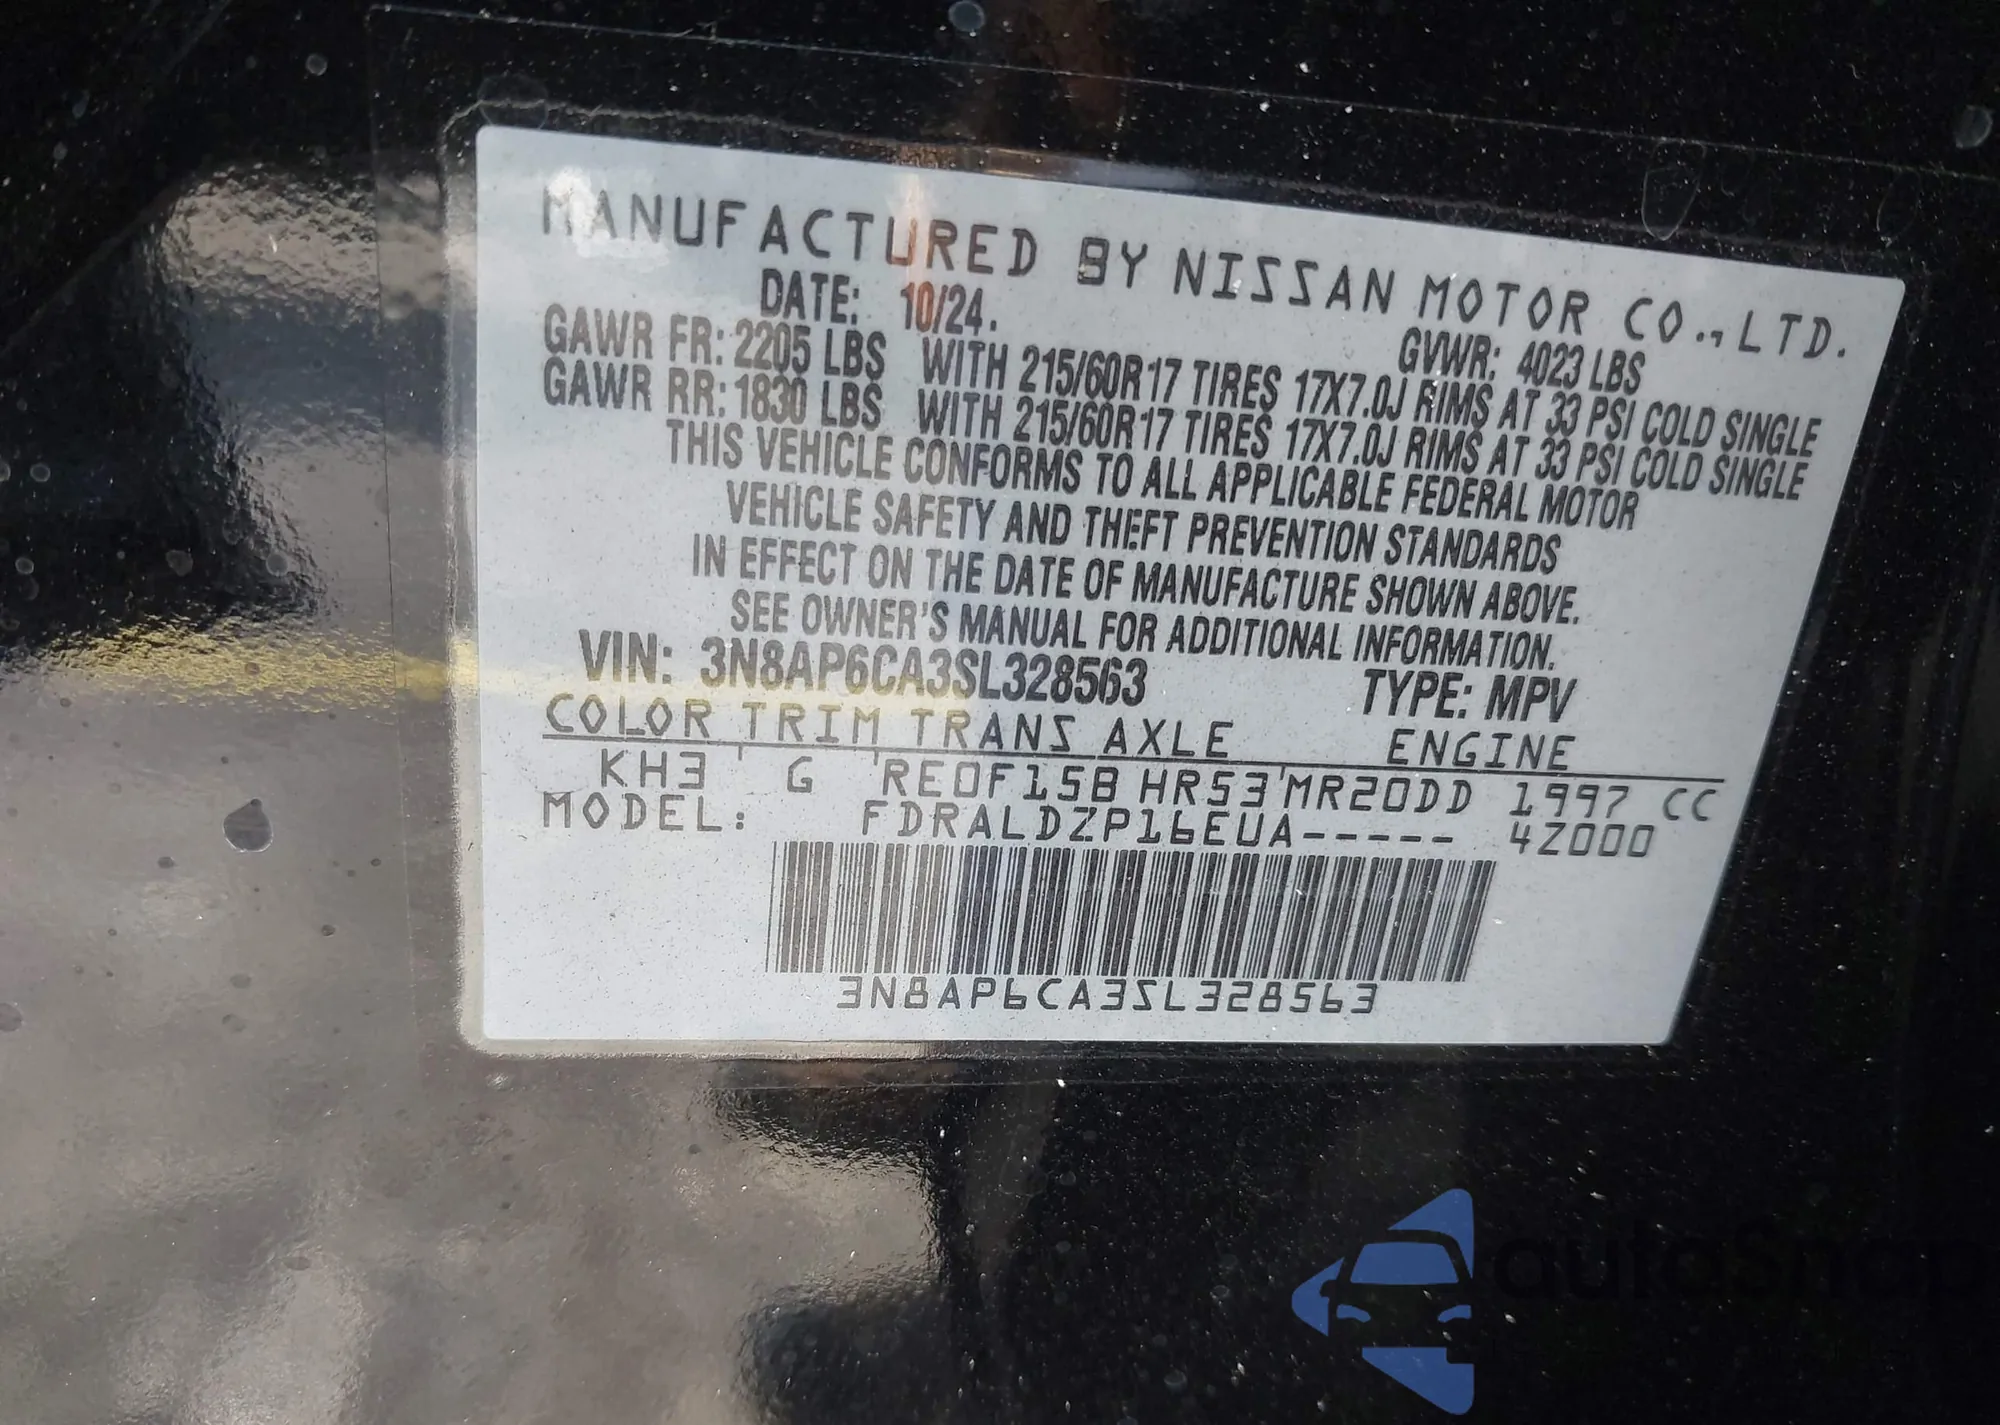 MANUFACTURED BY NISSAN MOTOR CO., LTD.
DATE: 10/24. GVWR: 4023 LBS
GAWR FR: 2205 LBS WITH 215/60R17 TIRES 17X7.0J RIMS AT 33 PSI COLD SINGLE
GAWR RR: 1830 LBS WITH 215/60R17 TIRES 17X7.0J RIMS AT 33 PSI COLD SINGLE
THIS VEHICLE CONFORMS TO ALL APPLICABLE FEDERAL MOTOR
VEHICLE SAFETY AND THEFT PREVENTION STANDARDS
IN EFFECT ON THE DATE OF MANUFACTURE SHOWN ABOVE.
SEE OWNER'S MANUAL FOR ADDITIONAL INFORMATION.
VIN: 3N8AP6CA3SL328563 TYPE: MPV
COLOR TRIM TRANS AXLE ENGINE
KH3 G RE0F15B HR53 MR20DD 1997 CC
MODEL: FDRALDZP16EUA----- 4Z000
3N8AP6CA3SL328563